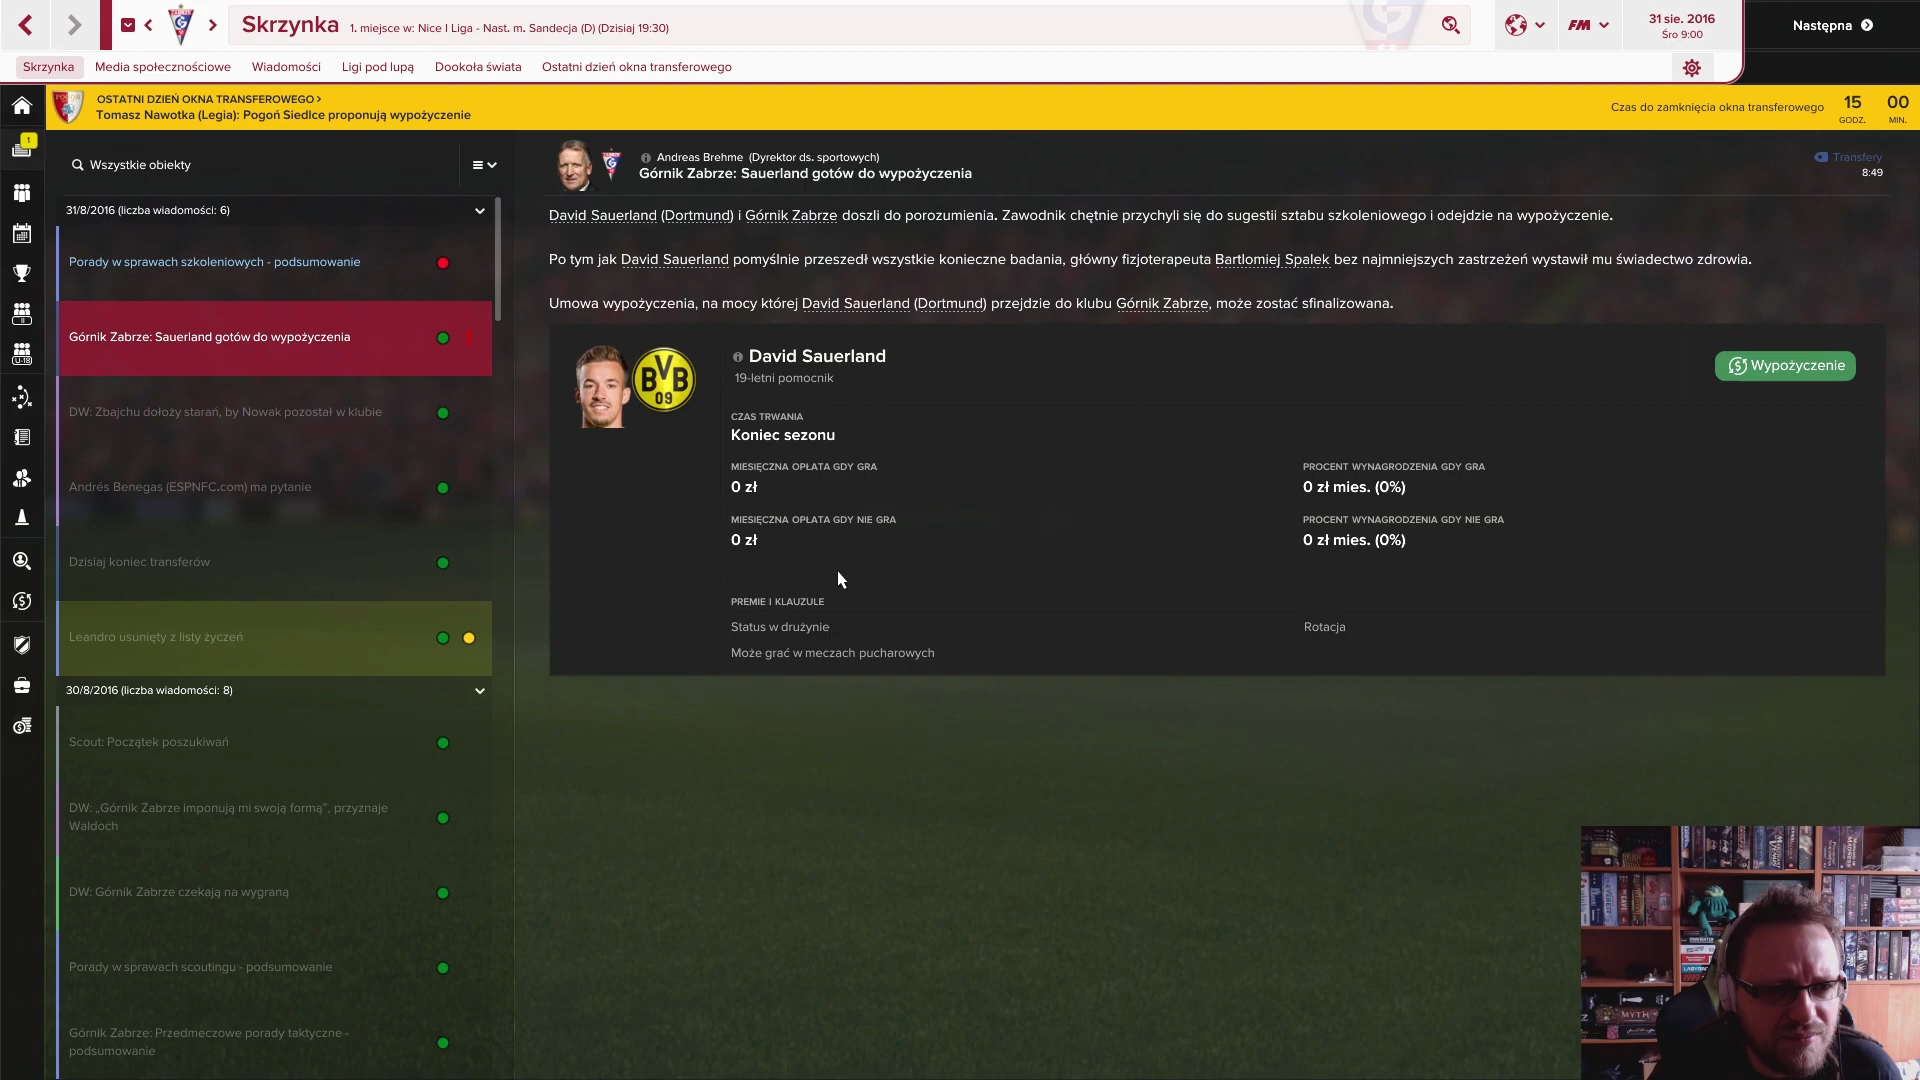 Skrzynka
1. miejsce w: Nice I Liga - Nast. m. Sandecja (D) (Dzisiaj 19:30)
FM
31 sie. 2016
Śro 9:00
Następna
Skrzynka
Media społecznościowe
Wiadomości
Ligi pod lupą
Dookoła świata
Ostatni dzień okna transferowego
OSTATNI DZIEŃ OKNA TRANSFEROWEGO >
Tomasz Nawotka (Legia): Pogoń Siedlce proponują wypożyczenie
Czas do zamknięcia okna transferowego
15
GODZ.
00
MIN.
1
II
U-18
Wszystkie obiekty
31/8/2016 (liczba wiadomości: 6)
Porady w sprawach szkoleniowych - podsumowanie
Górnik Zabrze: Sauerland gotów do wypożyczenia
DW: Zbajchu dołoży starań, by Nowak pozostał w klubie
Andrés Benegas (ESPNFC.com) ma pytanie
Dzisiaj koniec transferów
Leandro usunięty z listy życzeń
30/8/2016 (liczba wiadomości: 8)
Scout: Początek poszukiwań
DW: „Górnik Zabrze imponują mi swoją formą”, przyznaje
Waldoch
DW: Górnik Zabrze czekają na wygraną
Porady w sprawach scoutingu - podsumowanie
Górnik Zabrze: Przedmeczowe porady taktyczne -
podsumowanie
Andreas Brehme (Dyrektor ds. sportowych)
Górnik Zabrze: Sauerland gotów do wypożyczenia
Transfery
8:49
David Sauerland (Dortmund) i Górnik Zabrze doszli do porozumienia. Zawodnik chętnie przychyli się do sugestii sztabu szkoleniowego i odejdzie na wypożyczenie.
Po tym jak David Sauerland pomyślnie przeszedł wszystkie konieczne badania, główny fizjoterapeuta Bartlomiej Spalek bez najmniejszych zastrzeżeń wystawił mu świadectwo zdrowia.
Umowa wypożyczenia, na mocy której David Sauerland (Dortmund) przejdzie do klubu Górnik Zabrze, może zostać sfinalizowana.
BVB
09
David Sauerland
19-letni pomocnik
Wypożyczenie
CZAS TRWANIA
Koniec sezonu
MIESIĘCZNA OPŁATA GDY GRA
0 zł
PROCENT WYNAGRODZENIA GDY GRA
0 zł mies. (0%)
MIESIĘCZNA OPŁATA GDY NIE GRA
0 zł
PROCENT WYNAGRODZENIA GDY NIE GRA
0 zł mies. (0%)
PREMIE I KLAUZULE
Status w drużynie
Rotacja
Może grać w meczach pucharowych
MYTH